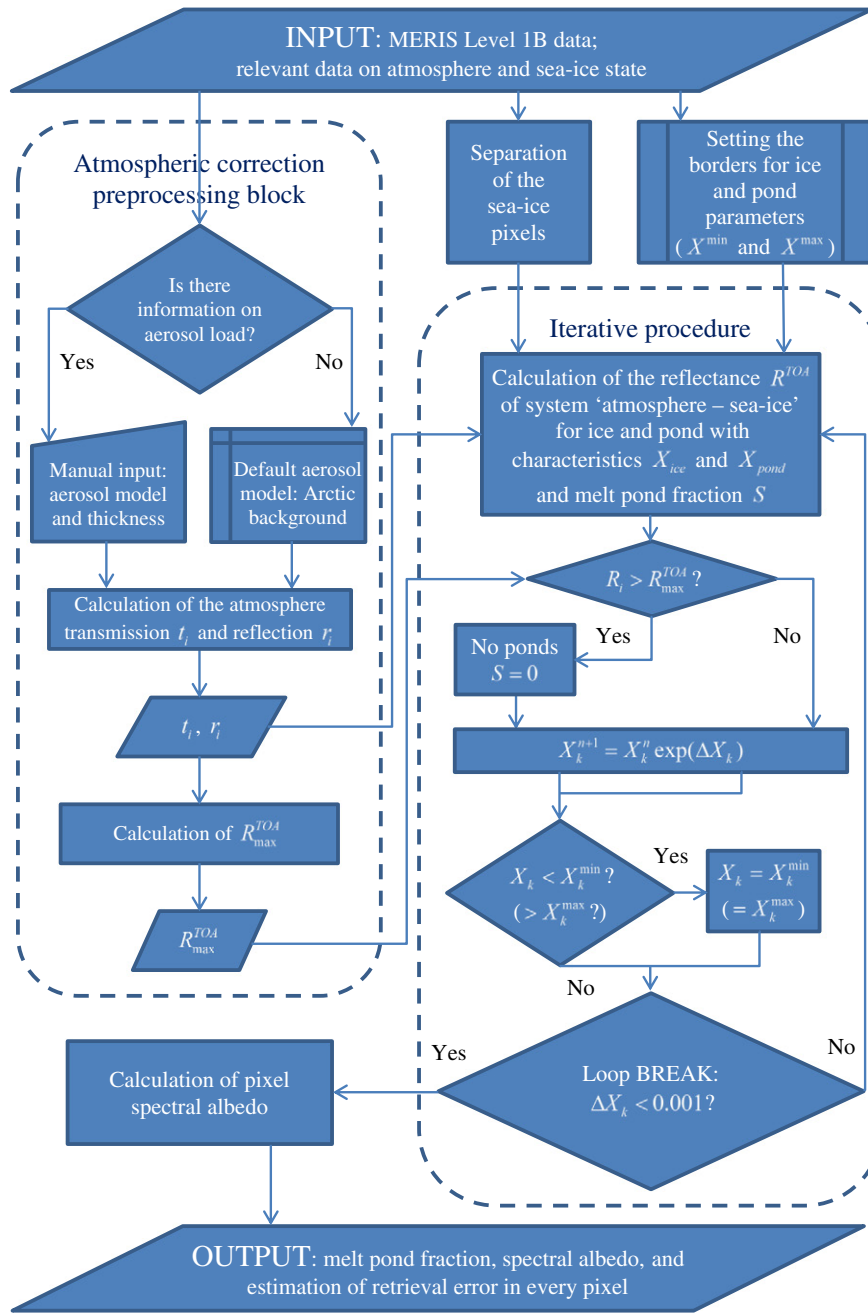 INPUT: MERIS Level 1B data;
relevant data on atmosphere and sea-ice state
Atmospheric correction
preprocessing block
Is there
information on
aerosol load?
Yes
No
Manual input:
aerosol model
and thickness
Default aerosol
model: Arctic
background
Calculation of the atmosphere
transmission t_i and reflection r_i
t_i, r_i
Calculation of R_max^TOA
R_max^TOA
Separation
of the
sea-ice
pixels
Setting the
borders for ice
and pond
parameters
(X^min and X^max)
Iterative procedure
Calculation of the reflectance R^TOA
of system ‘atmosphere – sea-ice’
for ice and pond with
characteristics X_ice and X_pond
and melt pond fraction S
R_i > R_max^TOA ?
Yes
No
No ponds
S = 0
X_k^{n+1} = X_k^n exp(ΔX_k)
X_k < X_k^min ?
(> X_k^max ?)
Yes
X_k = X_k^min
(= X_k^max)
No
Loop BREAK:
ΔX_k < 0.001?
Yes
No
Calculation of pixel
spectral albedo
OUTPUT: melt pond fraction, spectral albedo, and
estimation of retrieval error in every pixel